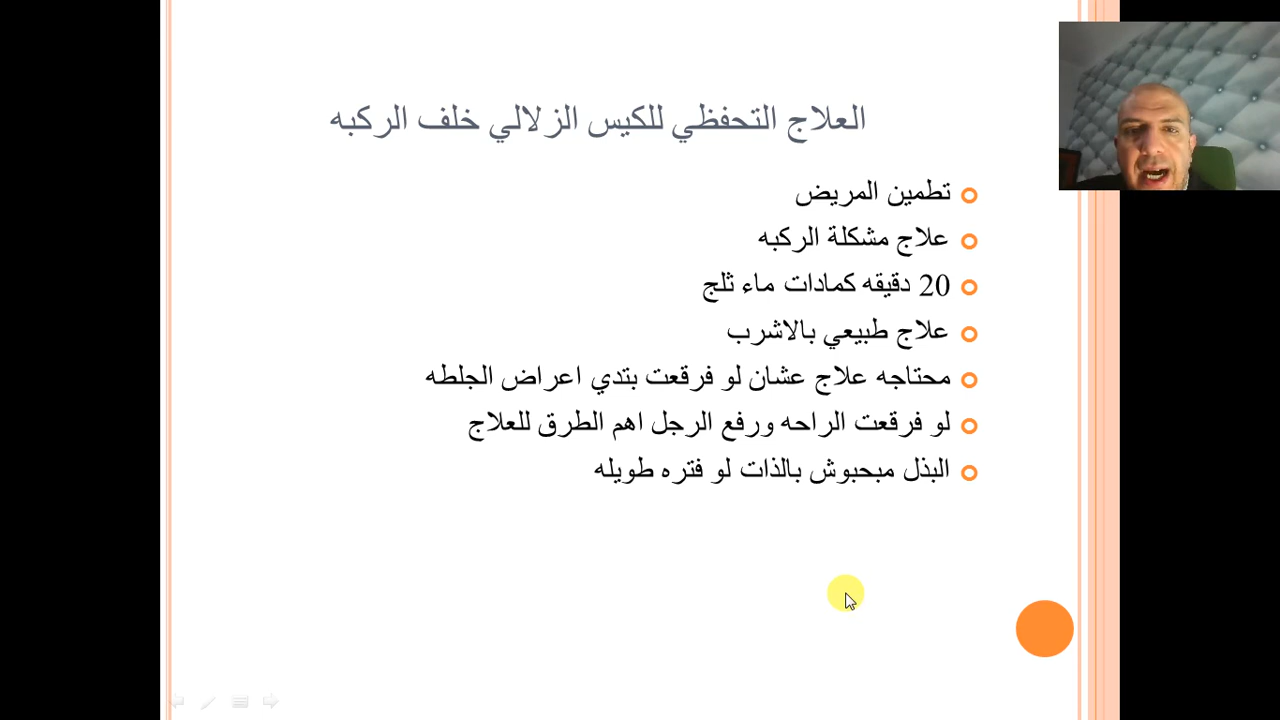 العلاج التحفظي للكيس الزلالي خلف الركبه
تطمين المريض
علاج مشكلة الركبه
20 دقيقه كمادات ماء ثلج
علاج طبيعي بالاشرب
محتاجه علاج عشان لو فرقعت بتدي اعراض الجلطه
لو فرقعت الراحه ورفع الرجل اهم الطرق للعلاج
البذل مبحبوش بالذات لو فتره طويله